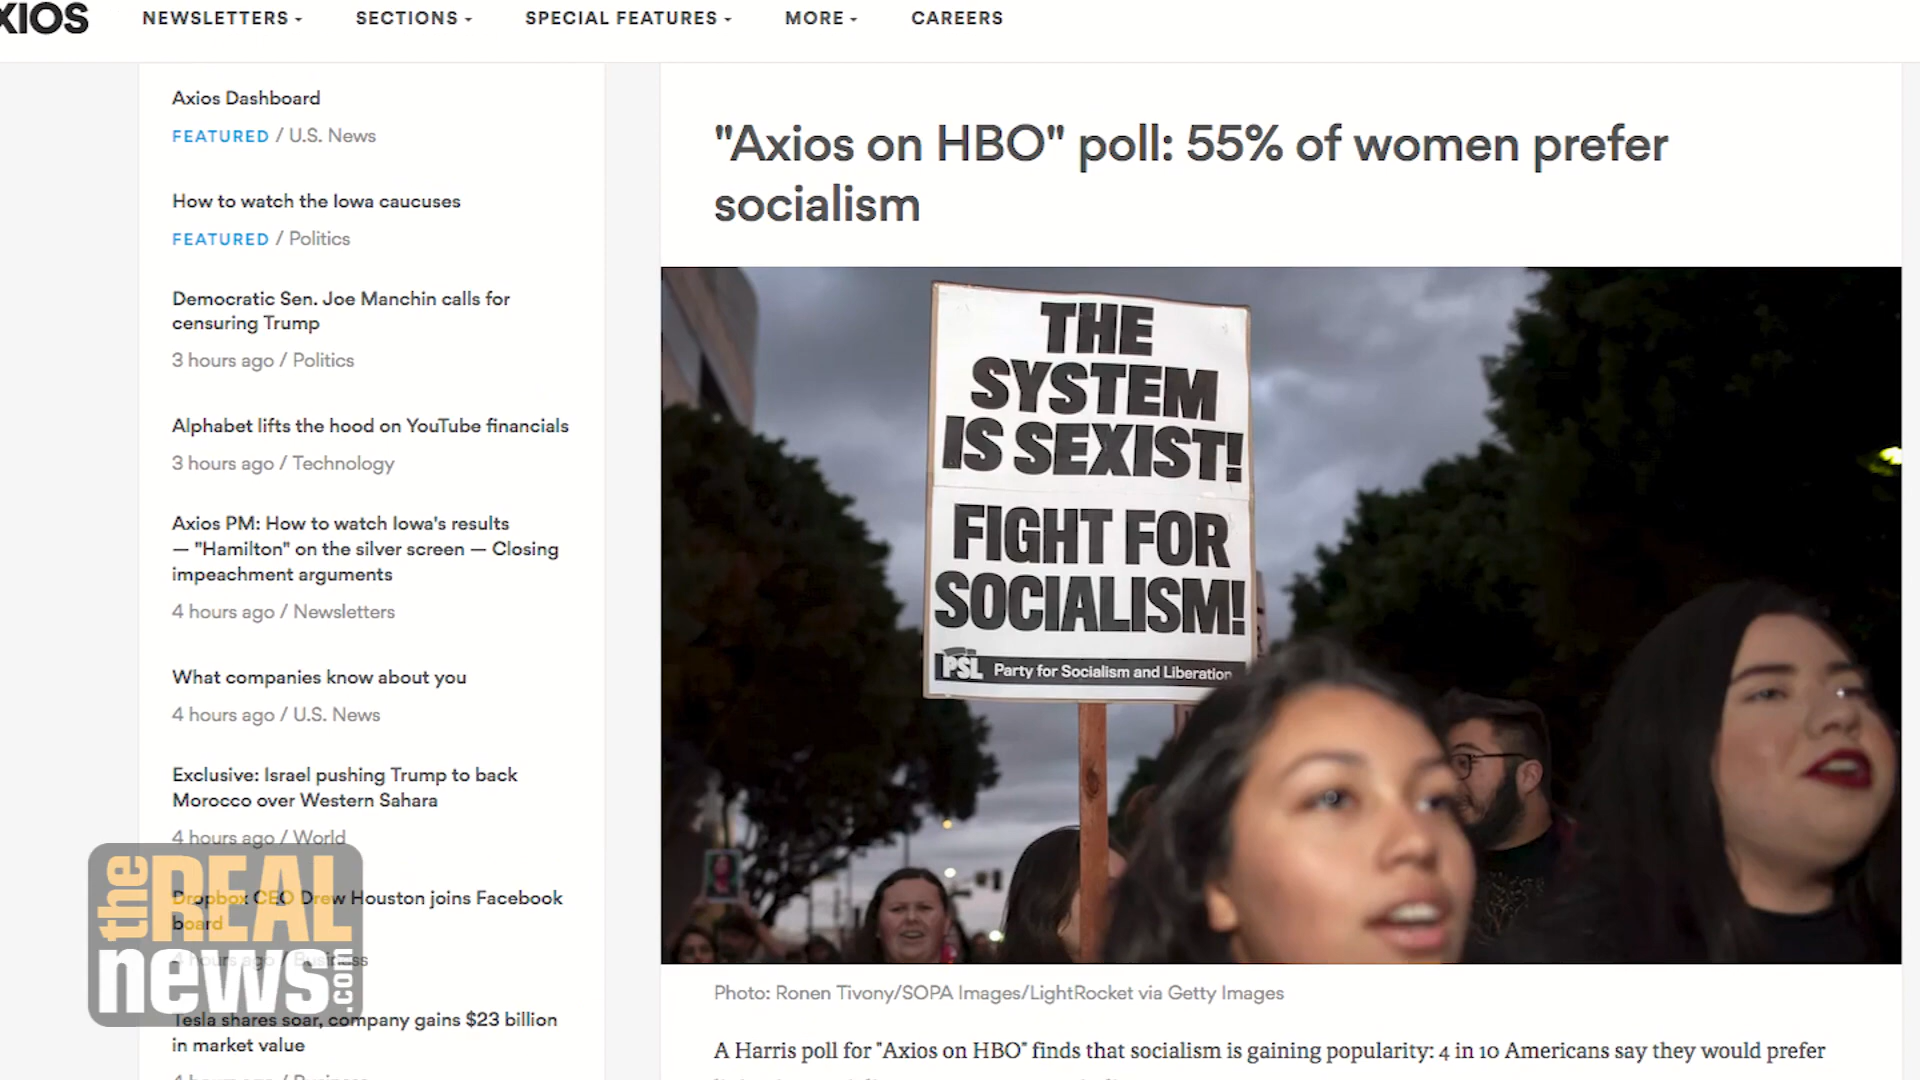 XIOS
NEWSLETTERS
SECTIONS
SPECIAL FEATURES
MORE
CAREERS
Axios Dashboard
FEATURED / U.S. News
How to watch the Iowa caucuses
FEATURED / Politics
Democratic Sen. Joe Manchin calls for
censuring Trump
3 hours ago / Politics
Alphabet lifts the hood on YouTube financials
3 hours ago / Technology
Axios PM: How to watch Iowa's results
— "Hamilton" on the silver screen — Closing
impeachment arguments
4 hours ago / Newsletters
What companies know about you
4 hours ago / U.S. News
Exclusive: Israel pushing Trump to back
Morocco over Western Sahara
4 hours ago / World
Dropbox CEO Drew Houston joins Facebook
board
4 hours ago / Business
Tesla shares soar, company gains $23 billion
in market value
the REAL
news.com
"Axios on HBO" poll: 55% of women prefer
socialism
THE
SYSTEM
IS SEXIST!
FIGHT FOR
SOCIALISM!
PSL Party for Socialism and Liberation
Photo: Ronen Tivony/SOPA Images/LightRocket via Getty Images
A Harris poll for "Axios on HBO" finds that socialism is gaining popularity: 4 in 10 Americans say they would prefer